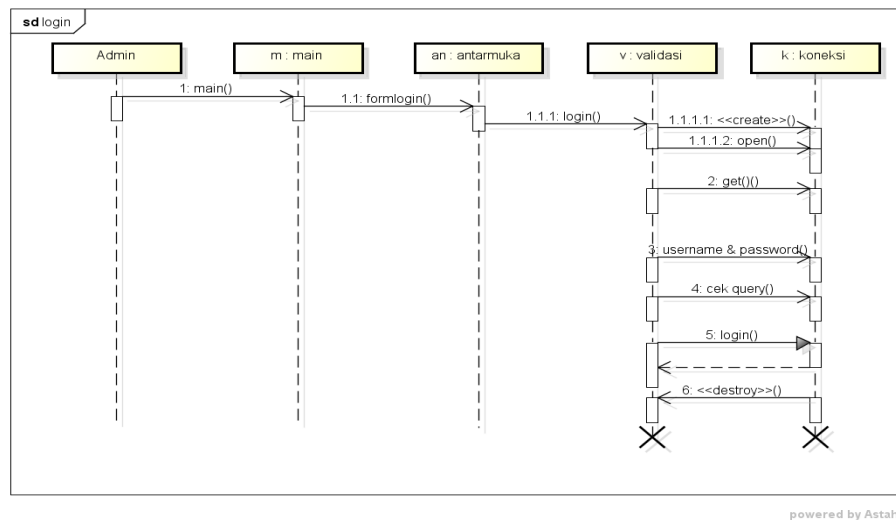 sd login
Admin
m : main
an : antarmuka
v : validasi
k : koneksi
1: main()
1.1: formlogin()
1.1.1: login()
1.1.1.1: <<create>>()
1.1.1.2: open()
2: get()()
3: username & password()
4: cek query()
5: login()
6: <<destroy>>()
powered by Astah